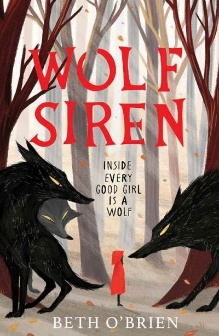 WOLF
SIREN
INSIDE
EVERY
GOOD GIRL
IS A
WOLF
BETH O'BRIEN